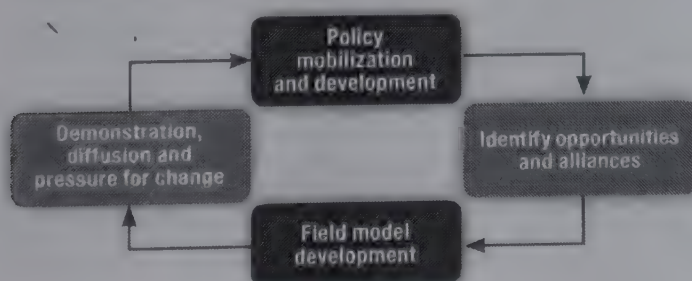 Policy
mobilization
and development
Demonstration,
diffusion and
pressure for change
Identify opportunities
and alliances
Field model
development